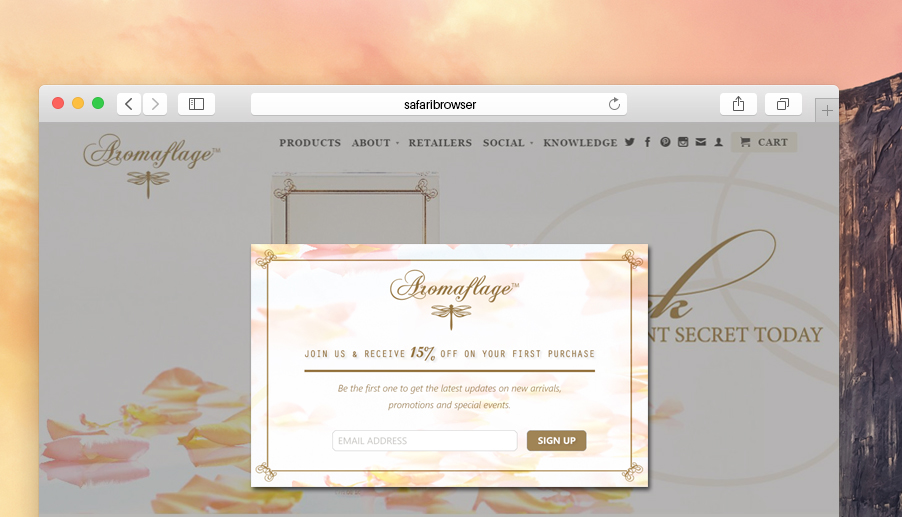 safaribrowser
Aromaflage™
PRODUCTS ABOUT RETAILERS SOCIAL KNOWLEDGE CART
NT SECRET TODAY
Aromaflage™
JOIN US & RECEIVE 15% OFF ON YOUR FIRST PURCHASE
Be the first one to get the latest updates on new arrivals,
promotions and special events.
EMAIL ADDRESS SIGN UP